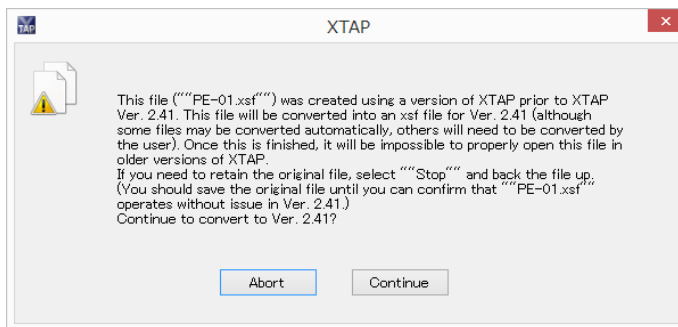 XTAP
TAP
This file (""PE-01.xsf"") was created using a version of XTAP prior to XTAP
Ver. 2.41. This file will be converted into an xsf file for Ver. 2.41 (although
some files may be converted automatically, others will need to be converted by
the user). Once this is finished, it will be impossible to properly open this file in
older versions of XTAP.
If you need to retain the original file, select ""Stop"" and back the file up.
(You should save the original file until you can confirm that ""PE-01.xsf""
operates without issue in Ver. 2.41.)
Continue to convert to Ver. 2.41?
Abort
Continue